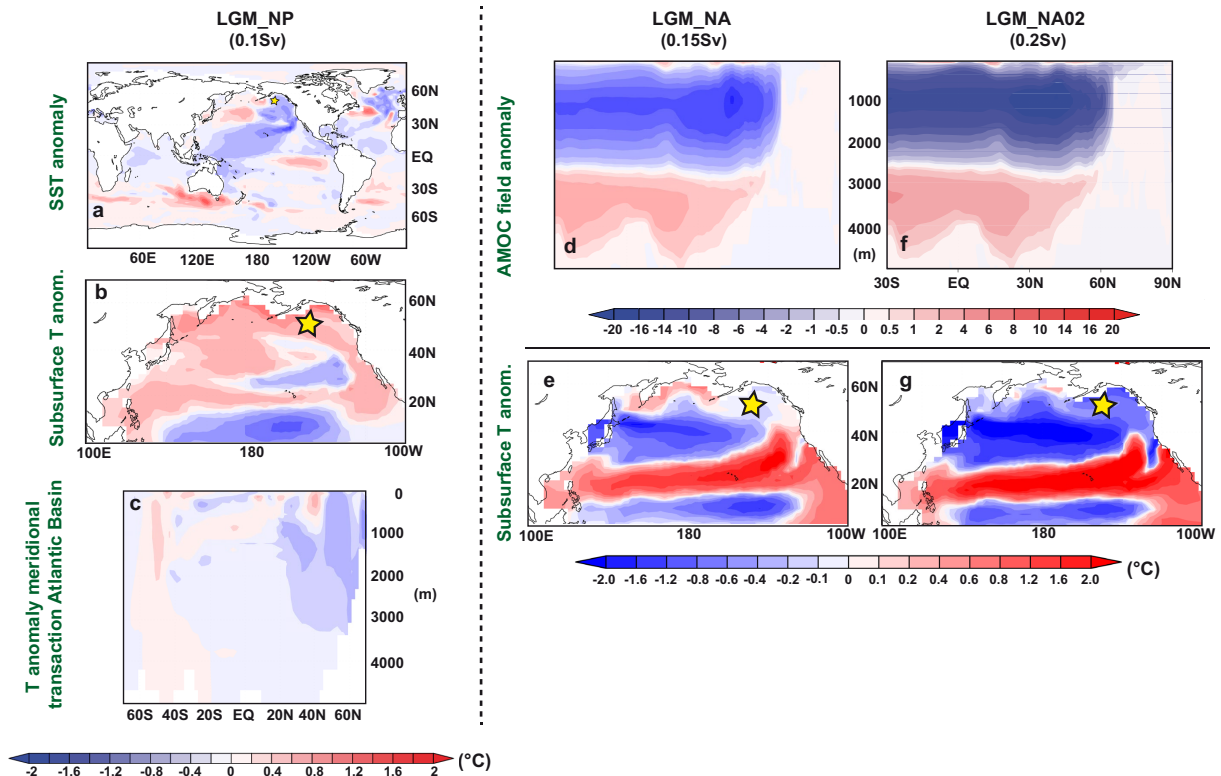 LGM_NP
(0.1Sv)
SST anomaly
a
60N
30N
EQ
30S
60S
60E 120E 180 120W 60W
Subsurface T anom.
b
60N
40N
20N
100E 180 100W
T anomaly meridional
transaction Atlantic Basin
c
0
1000
2000
(m)
3000
4000
60S 40S 20S EQ 20N 40N 60N
-2 -1.6 -1.2 -0.8 -0.4 0 0.4 0.8 1.2 1.6 2 (°C)
LGM_NA
(0.15Sv)
LGM_NA02
(0.2Sv)
AMOC field anomaly
d
1000
2000
3000
4000
(m)
f
30S EQ 30N 60N 90N
-20 -16 -14 -10 -8 -6 -4 -2 -1 -0.5 0 0.5 1 2 4 6 8 10 14 16 20
Subsurface T anom.
e
60N
40N
20N
100E 180 100W
g
60N
40N
20N
100E 180 100W
-2.0 -1.6 -1.2 -0.8 -0.6 -0.4 -0.2 -0.1 0 0.1 0.2 0.4 0.6 0.8 1.2 1.6 2.0 (°C)